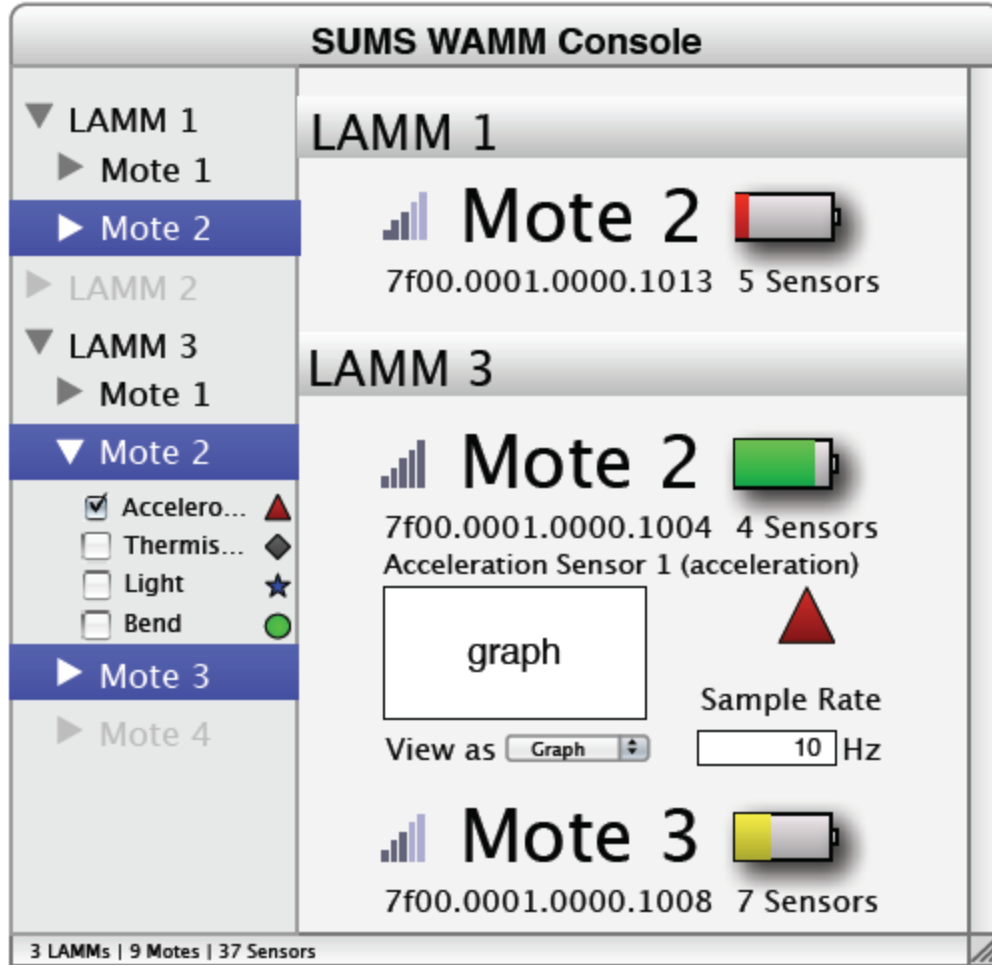 SUMS WAMM Console
LAMM 1
Mote 1
Mote 2
LAMM 2
LAMM 3
Mote 1
Mote 2
Accelero...
Thermis...
Light
Bend
Mote 3
Mote 4
LAMM 1
Mote 2
7f00.0001.0000.1013 5 Sensors
LAMM 3
Mote 2
7f00.0001.0000.1004 4 Sensors
Acceleration Sensor 1 (acceleration)
graph
Sample Rate
View as Graph 10 Hz
Mote 3
7f00.0001.0000.1008 7 Sensors
3 LAMMs | 9 Motes | 37 Sensors